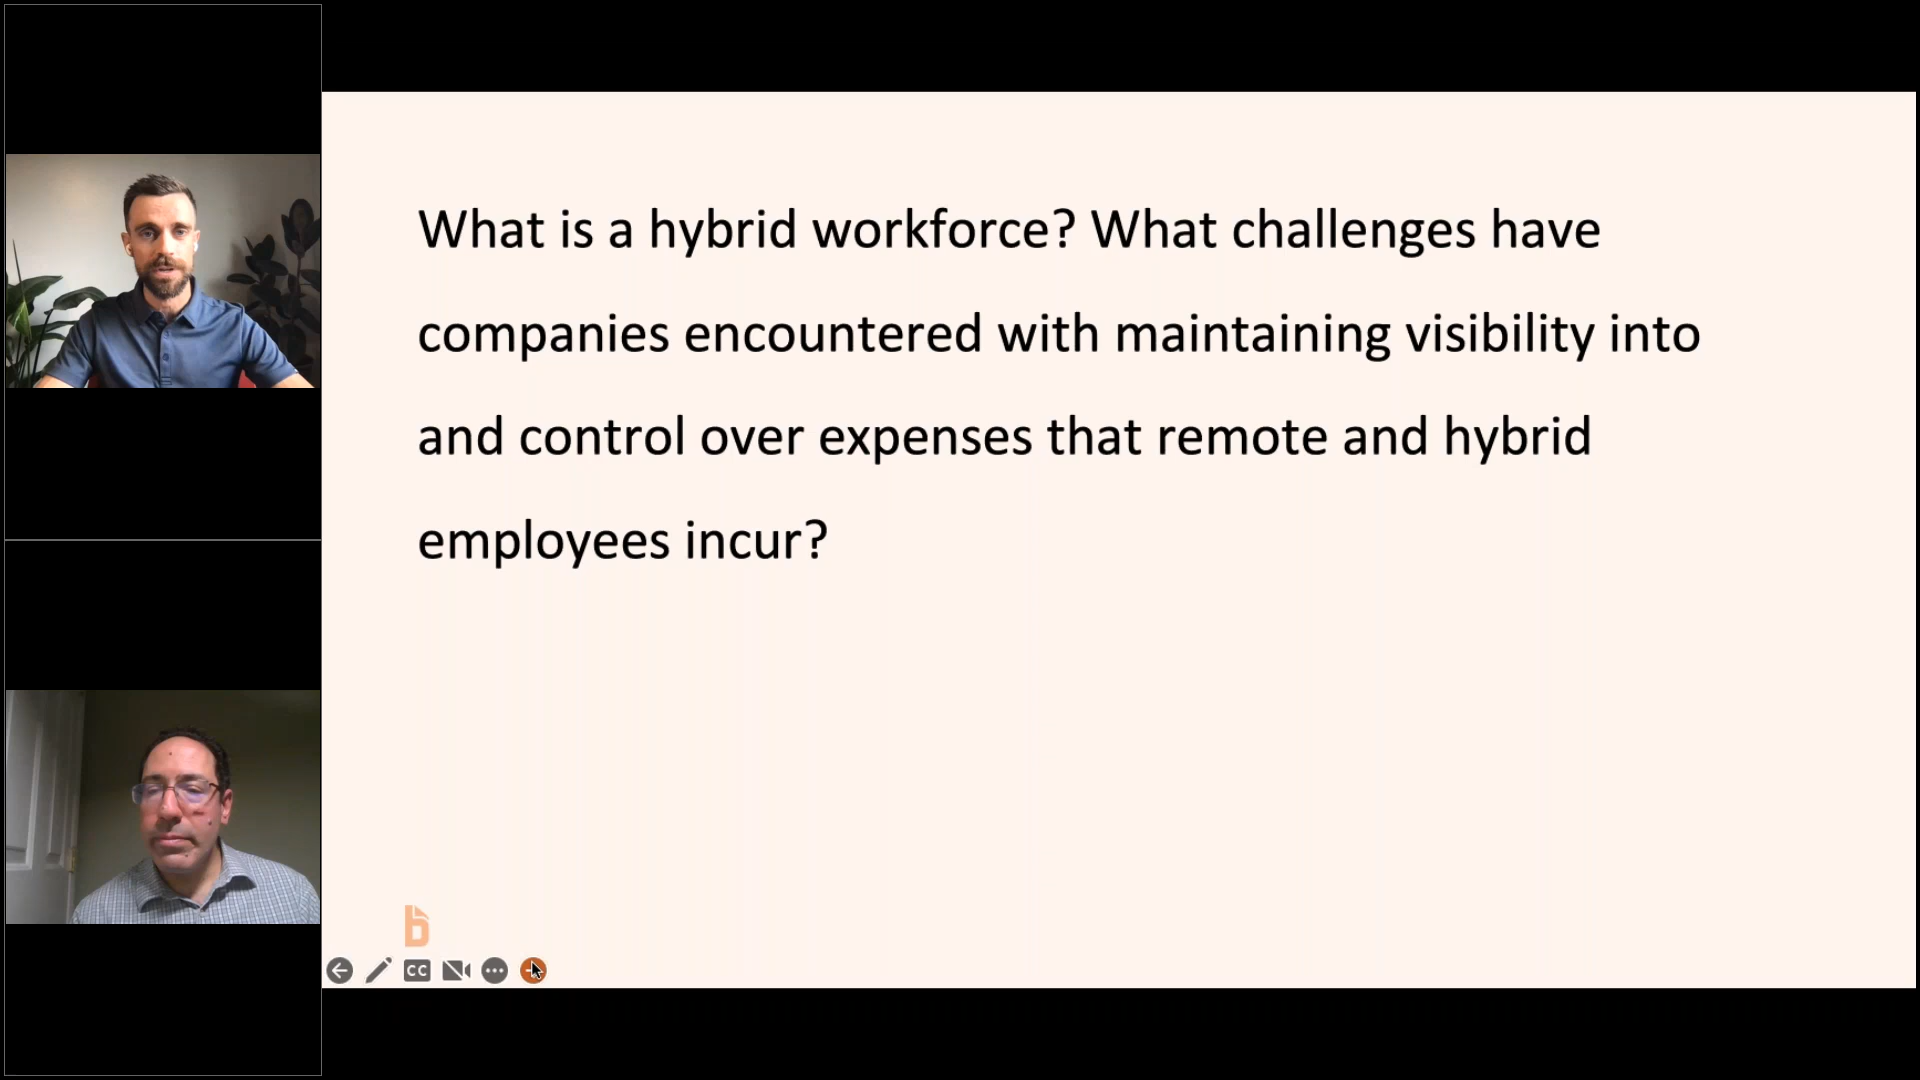 What is a hybrid workforce? What challenges have
companies encountered with maintaining visibility into
and control over expenses that remote and hybrid
employees incur?
b
CC